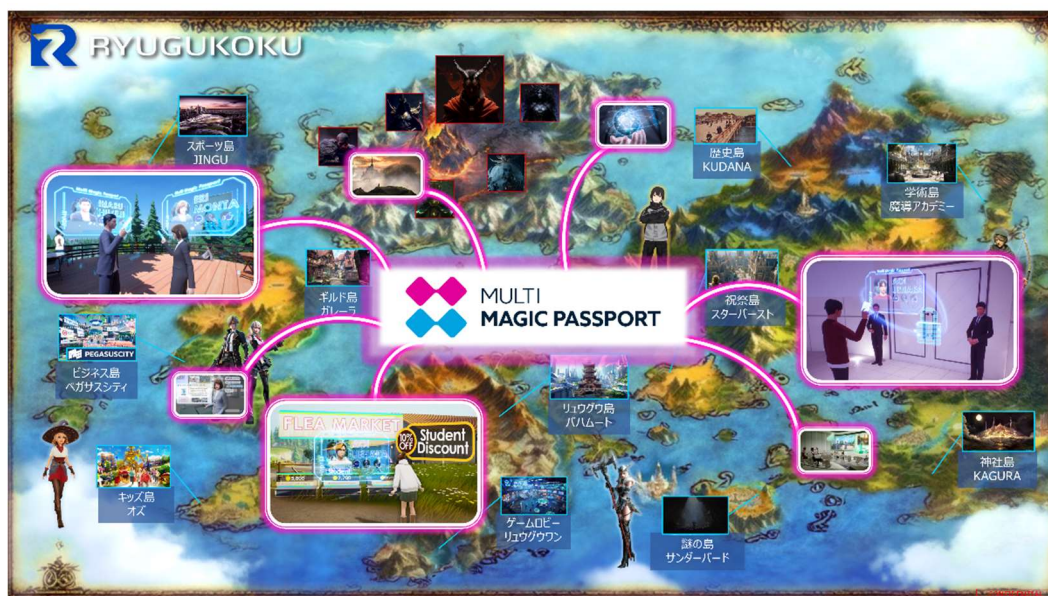 RYUGUKOKU
スポーツ島
JINGU
歴史島
KUDANA
学術島
魔導アカデミー
ギルド島
ガレーラ
MULTI
MAGIC PASSPORT
祝祭島
スターバースト
PEGASUSCITY
ビジネス島
ペガサスシティ
リュウグウ島
バハムート
FLEA MARKET
10%
OFF
Student
Discount
キッズ島
オズ
ゲームロビー
リュウグウワン
謎の島
サンダーバード
神社島
KAGURA